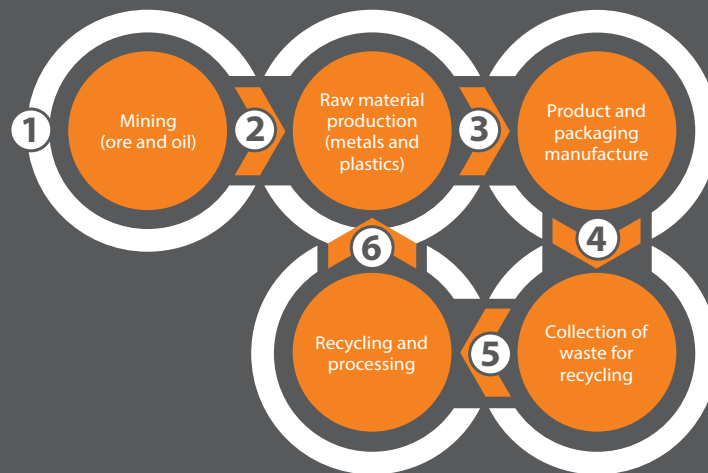 1
Mining
(ore and oil)
2
Raw material
production
(metals and
plastics)
3
Product and
packaging
manufacture
4
Collection of
waste for
recycling
5
Recycling and
processing
6